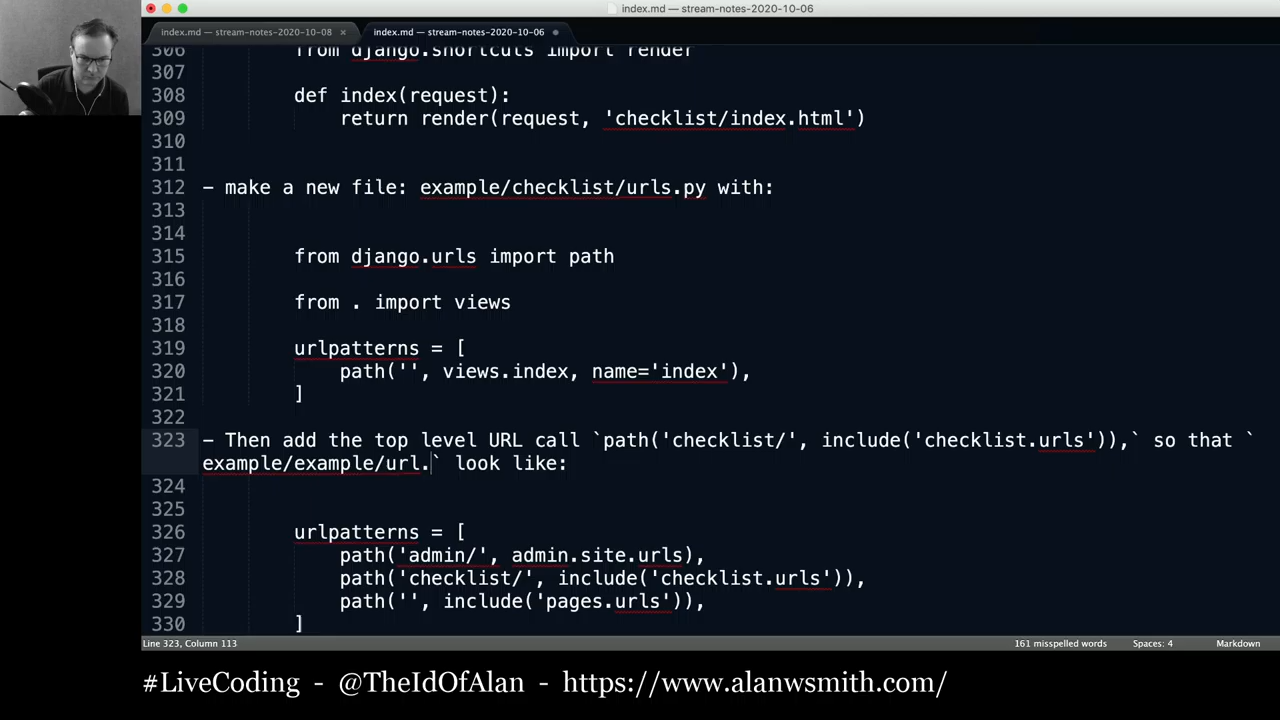 index.md — stream-notes-2020-10-06
index.md — stream-notes-2020-10-08 ×
index.md — stream-notes-2020-10-06
306 from django.shortcuts import render
307
308 def index(request):
309 return render(request, 'checklist/index.html')
310
311
312 - make a new file: example/checklist/urls.py with:
313
314
315 from django.urls import path
316
317 from . import views
318
319 urlpatterns = [
320 path('', views.index, name='index'),
321 ]
322
323 - Then add the top level URL call `path('checklist/', include('checklist.urls')),` so that `
example/example/url.` look like:
324
325
326 urlpatterns = [
327 path('admin/', admin.site.urls),
328 path('checklist/', include('checklist.urls')),
329 path('', include('pages.urls')),
330 ]
Line 323, Column 113 161 misspelled words Spaces: 4 Markdown
#LiveCoding - @TheIdOfAlan - https://www.alanwsmith.com/